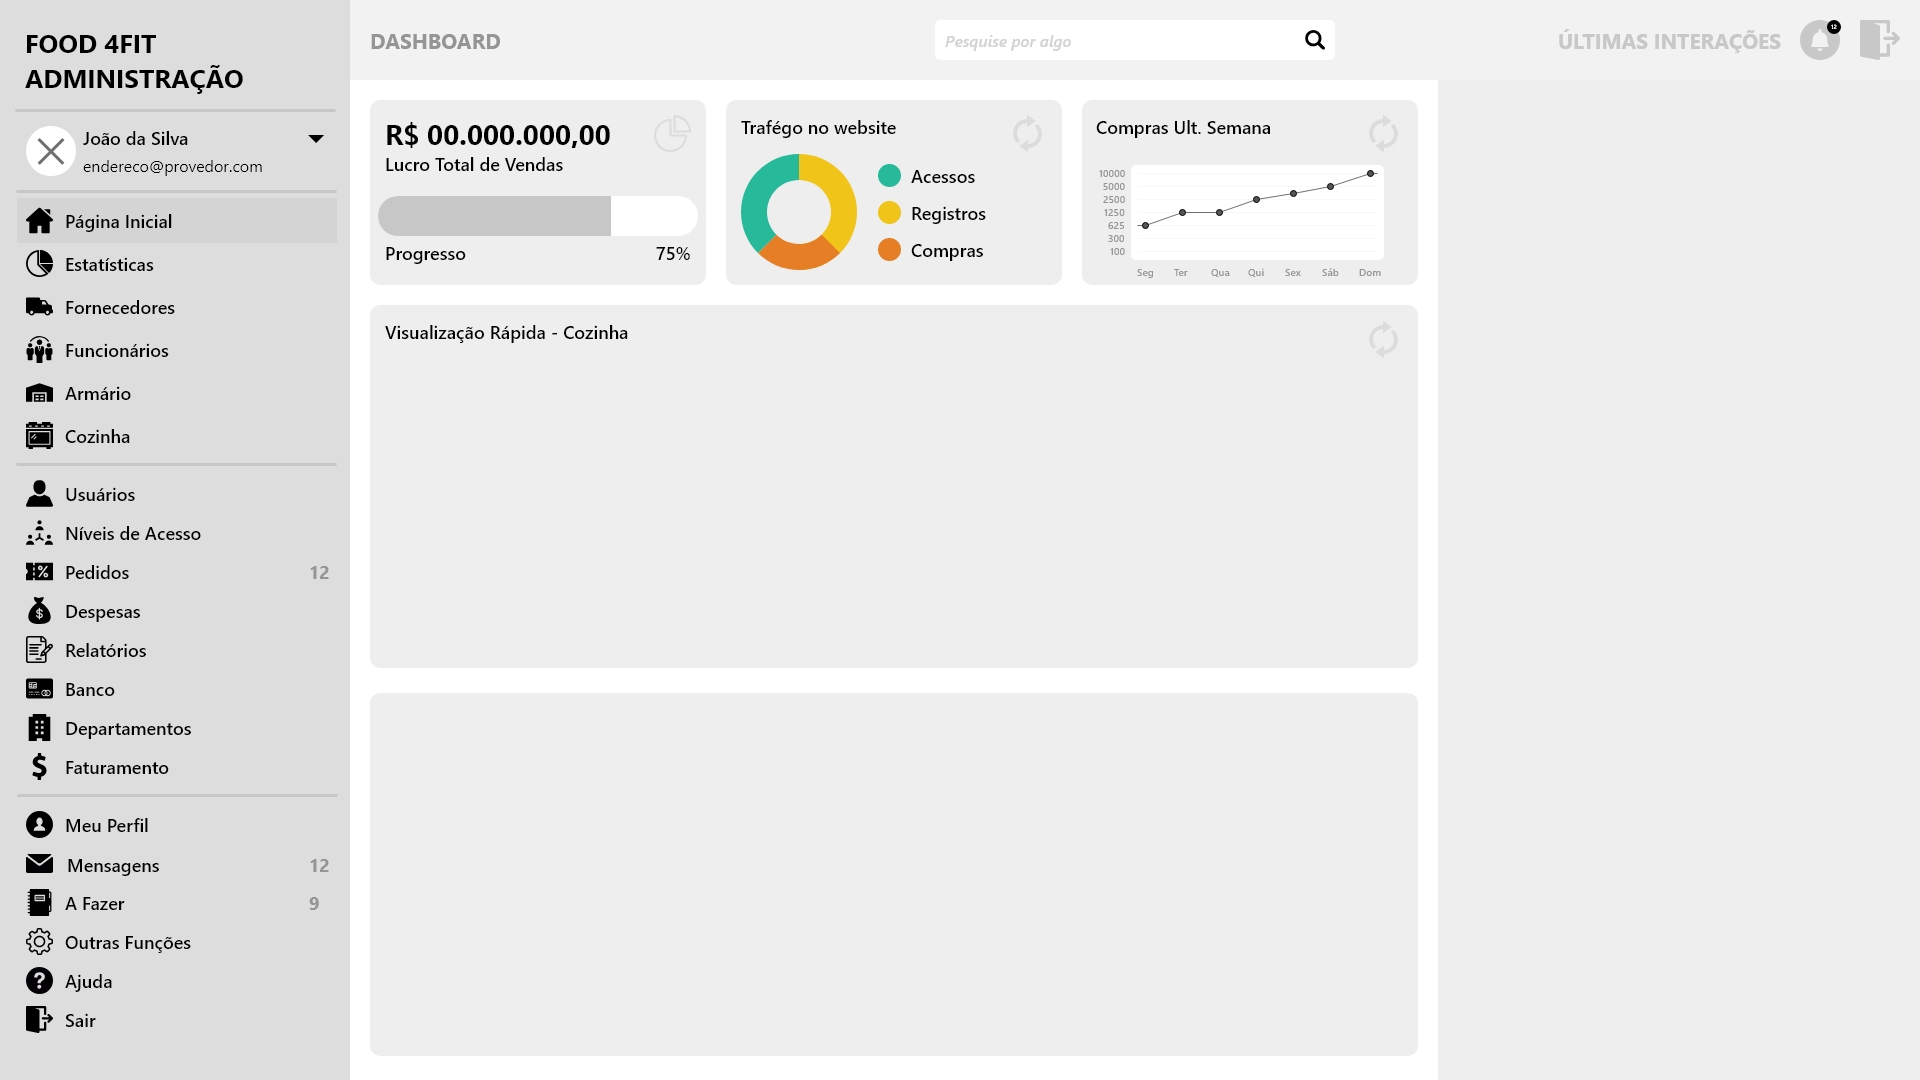 FOOD 4FIT
ADMINISTRAÇÃO
João da Silva
endereco@provedor.com
Página Inicial
Estatísticas
Fornecedores
Funcionários
Armário
Cozinha
Usuários
Níveis de Acesso
Pedidos 12
Despesas
Relatórios
Banco
Departamentos
Faturamento
Meu Perfil
Mensagens 12
A Fazer 9
Outras Funções
Ajuda
Sair
DASHBOARD
Pesquise por algo
ÚLTIMAS INTERAÇÕES
12
R$ 00.000.000,00
Lucro Total de Vendas
Progresso 75%
Trafégo no website
Acessos
Registros
Compras
Compras Ult. Semana
10000
5000
2500
1250
625
300
100
Seg Ter Qua Qui Sex Sáb Dom
Visualização Rápida - Cozinha